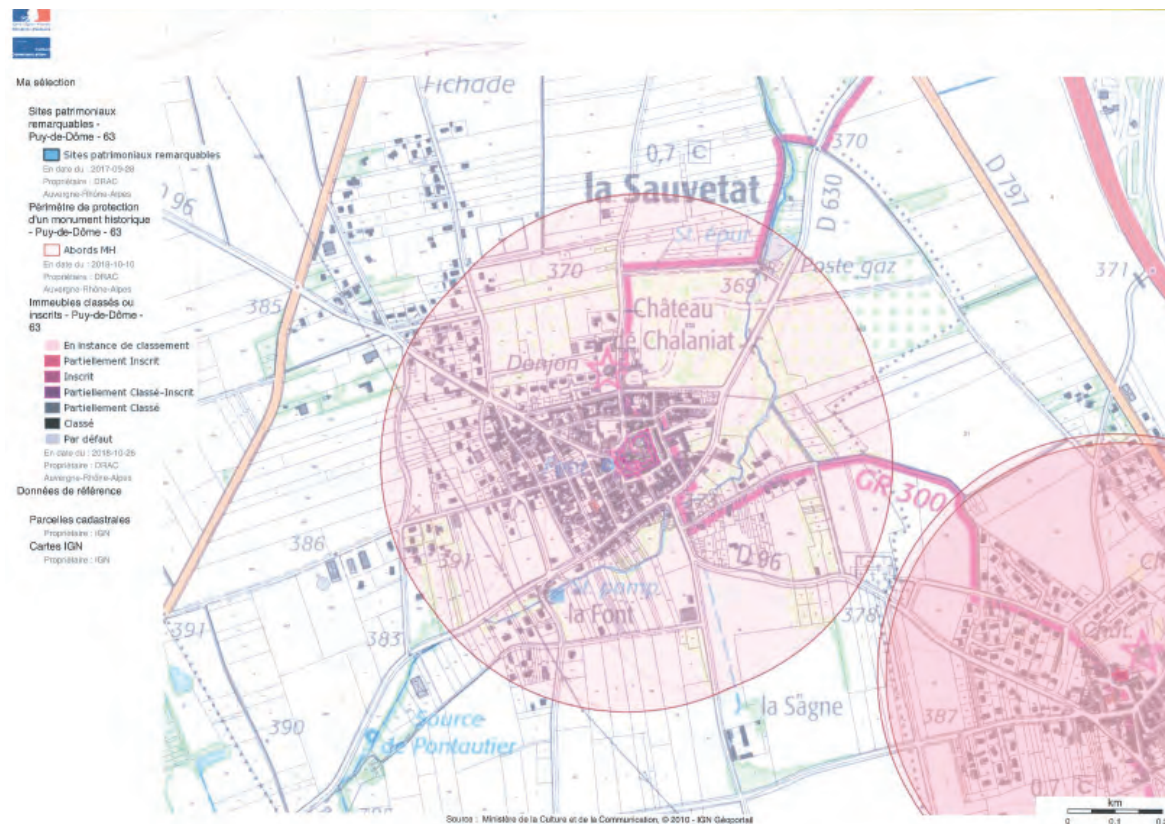 Ma sélection
Sites patrimoniaux
remarquables -
Puy-de-Dôme - 63
Sites patrimoniaux remarquables
En date du : 2017-09-28
Propriétaire : DRAC
Auvergne-Rhône-Alpes
Périmètre de protection
d'un monument historique
- Puy-de-Dôme - 63
Abords MH
En date du : 2018-10-10
Propriétaire : DRAC
Auvergne-Rhône-Alpes
Immeubles classés ou
inscrits - Puy-de-Dôme -
63
En instance de classement
Partiellement Inscrit
Inscrit
Partiellement Classé-Inscrit
Partiellement Classé
Classé
Par défaut
En date du : 2018-10-26
Propriétaire : DRAC
Auvergne-Rhône-Alpes
Données de référence
Parcelles cadastrales
Propriétaire : IGN
Cartes IGN
Propriétaire : IGN
Fichade
370
0,7 C
D 797
la Sauvetat
D 630
96
St. épur
370
Poste gaz
371
369
385
Château
de Chalaniat
Donjon
GR-300
386
391
D 96
St. pomp.
la Font
378
391
383
Chât.
la Sagne
387
390
Source
de Pontautier
0,7 C
km
0
Source : Ministère de la Culture et de la Communication, © 2010 - IGN Géoportail